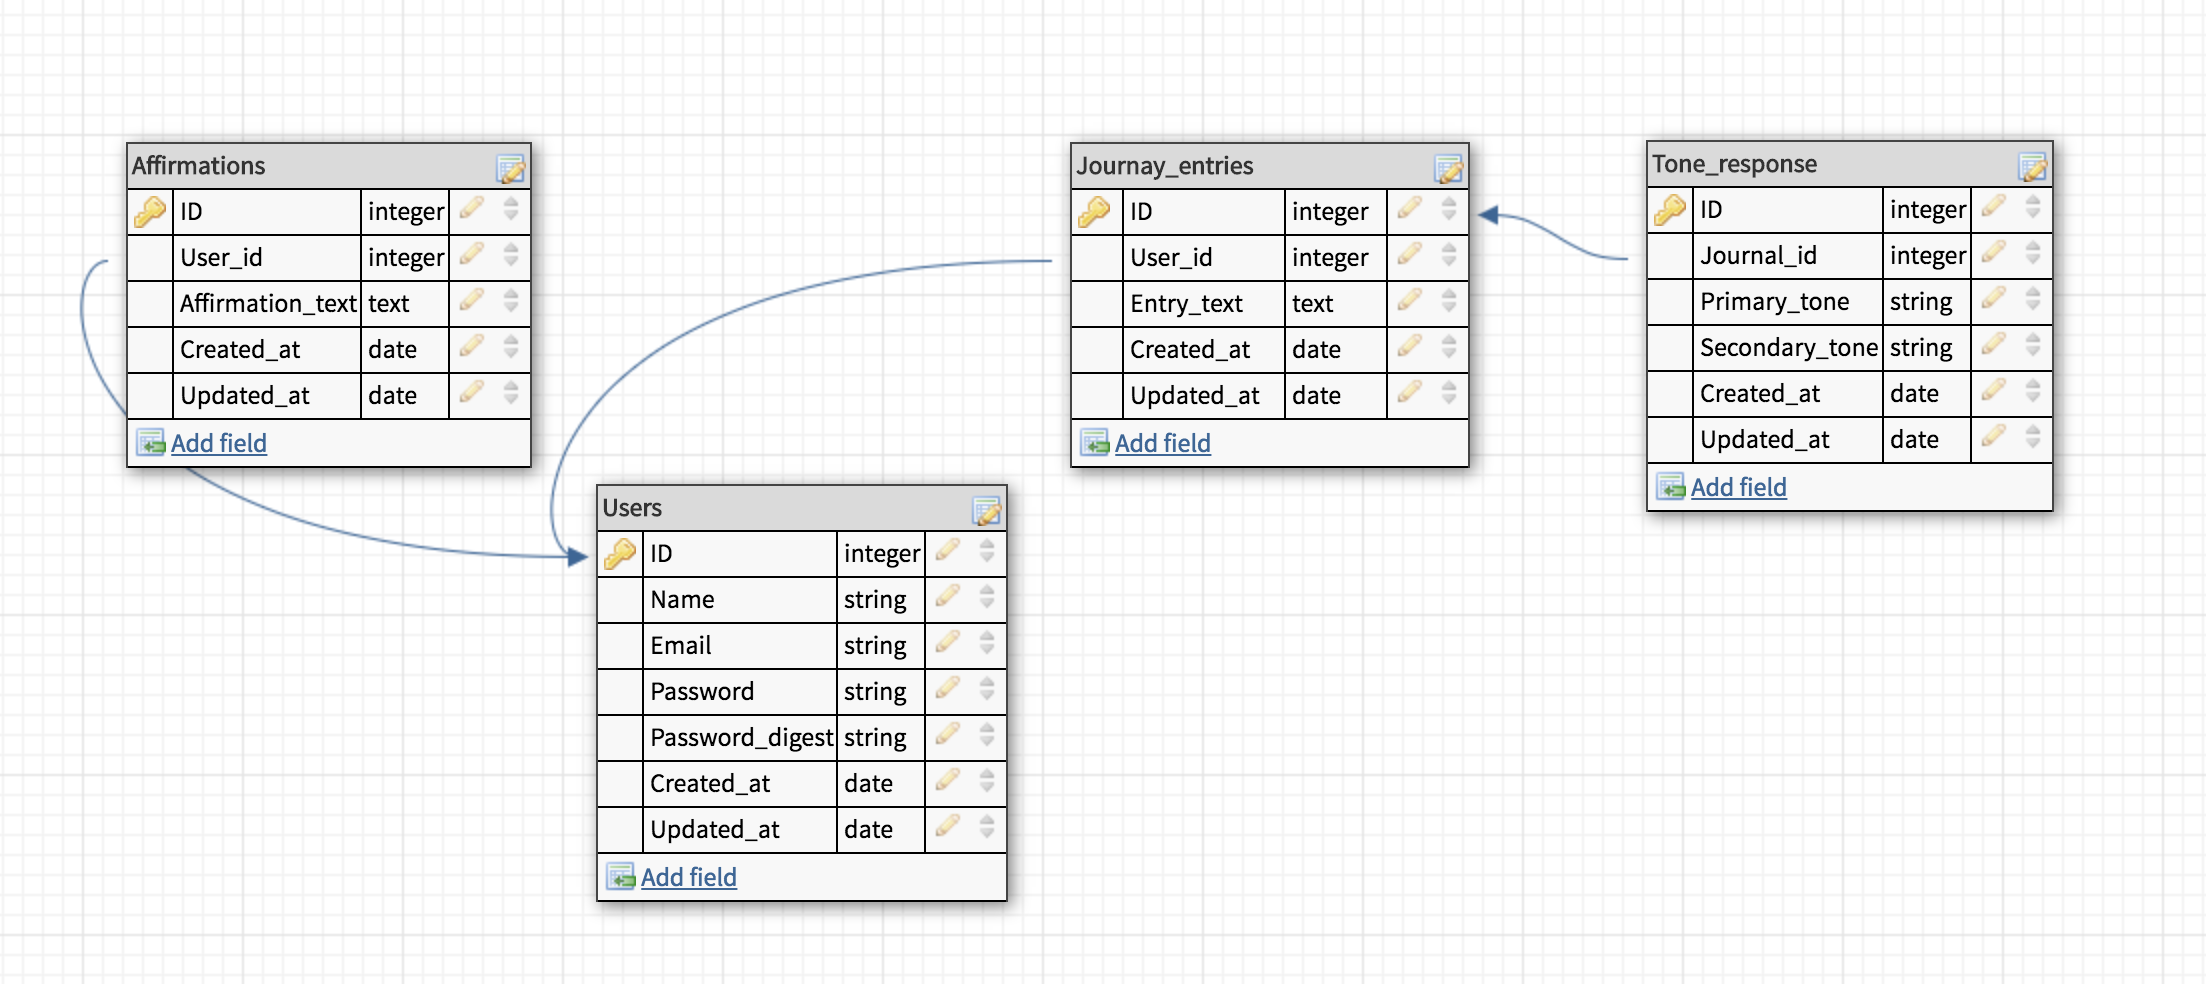 Affirmations
ID integer
User_id integer
Affirmation_text text
Created_at date
Updated_at date
Add field
Journay_entries
ID integer
User_id integer
Entry_text text
Created_at date
Updated_at date
Add field
Tone_response
ID integer
Journal_id integer
Primary_tone string
Secondary_tone string
Created_at date
Updated_at date
Add field
Users
ID integer
Name string
Email string
Password string
Password_digest string
Created_at date
Updated_at date
Add field